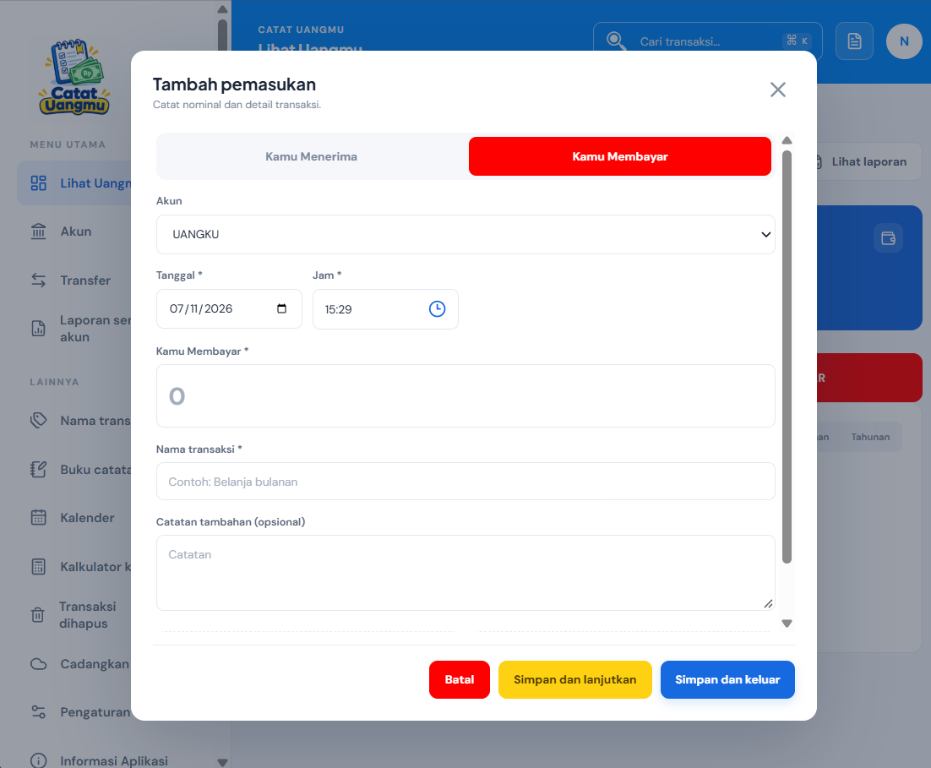 CATAT UANGMU
Lihat Uangmu
Cari transaksi...
⌘ K
N
Catat
Uangmu
Rp
MENU UTAMA
Lihat Uangm
Akun
Transfer
Laporan sem
akun
LAINNYA
Nama trans
Buku catata
Kalender
Kalkulator k
Transaksi
dihapus
Cadangkan
Pengaturan
Informasi Aplikasi
Tambah pemasukan
Catat nominal dan detail transaksi.
Kamu Menerima
Kamu Membayar
Akun
UANGKU
Tanggal *
Jam *
07/11/2026
15:29
Kamu Membayar *
0
Nama transaksi *
Contoh: Belanja bulanan
Catatan tambahan (opsional)
Catatan
Batal
Simpan dan lanjutkan
Simpan dan keluar
Lihat laporan
R
an
Tahunan